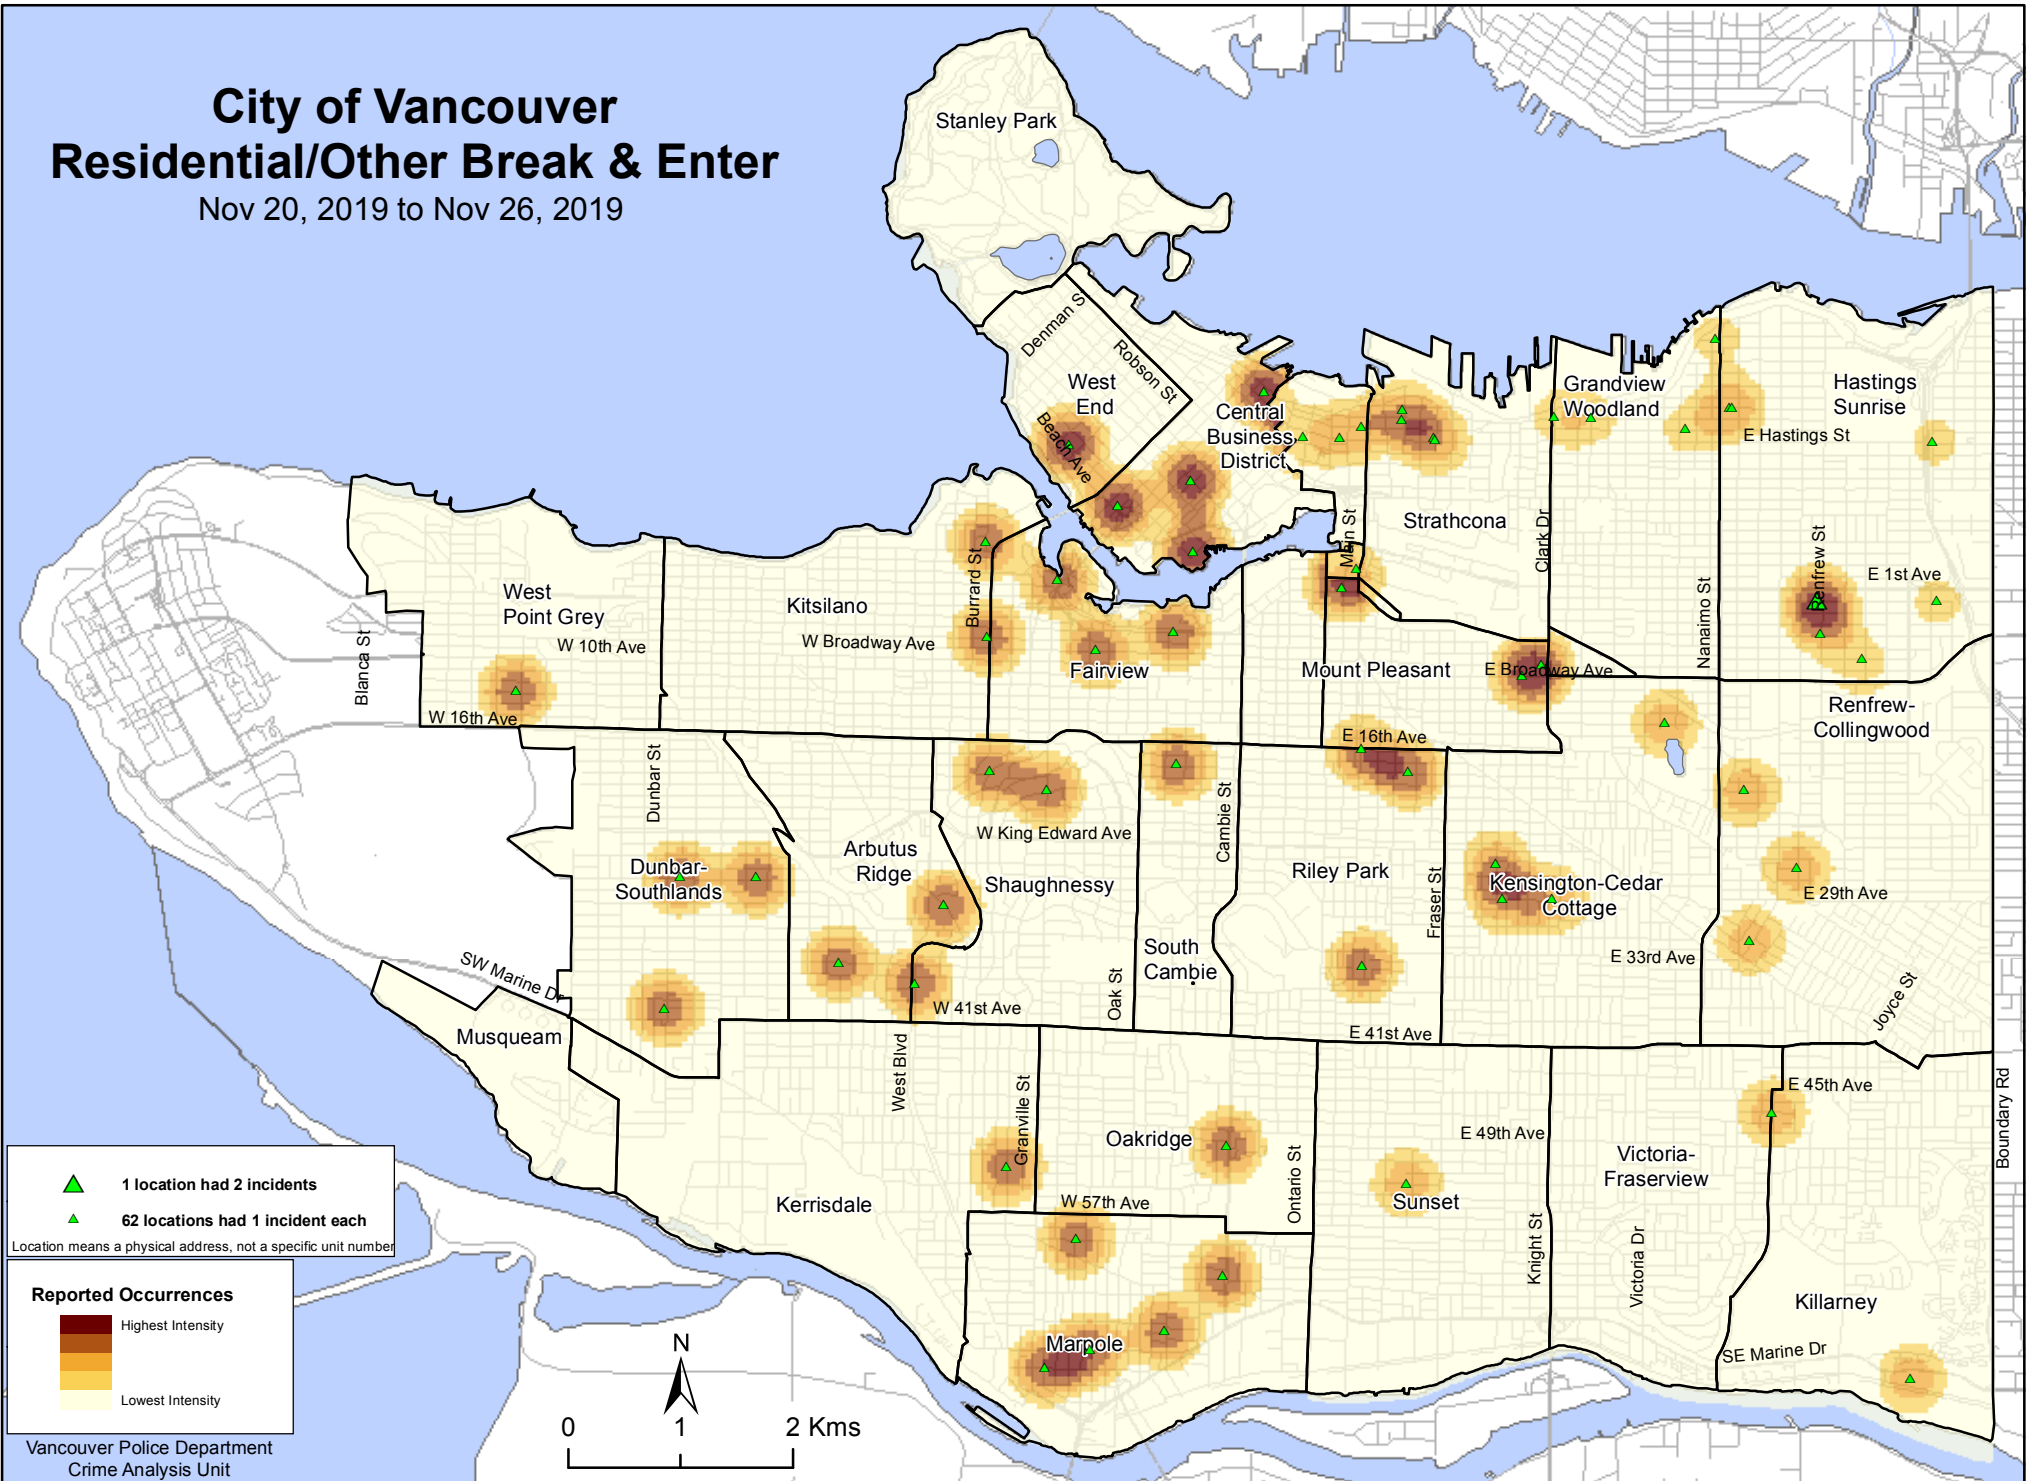 City of Vancouver
Residential/Other Break & Enter
Nov 20, 2019 to Nov 26, 2019
Stanley Park
Denman S
Robson St
West
End
Beach Ave
Central
Business
District
Grandview
Woodland
Hastings
Sunrise
E Hastings St
Strathcona
Main St
Clark Dr
Nanaimo St
Renfrew St
E 1st Ave
West
Point Grey
Kitsilano
Burrard St
W 10th Ave
W Broadway Ave
Blanca St
Fairview
Mount Pleasant
E Broadway Ave
Renfrew-
Collingwood
W 16th Ave
E 16th Ave
Dunbar St
Cambie St
W King Edward Ave
Arbutus
Ridge
Dunbar-
Southlands
Shaughnessy
Riley Park
Fraser St
Kensington-Cedar
Cottage
E 29th Ave
South
Cambie
E 33rd Ave
SW Marine Dr
Oak St
Joyce St
W 41st Ave
E 41st Ave
Musqueam
West Blvd
Granville St
E 45th Ave
Boundary Rd
Oakridge
E 49th Ave
Ontario St
Victoria-
Fraserview
Kerrisdale
W 57th Ave
Sunset
Knight St
Victoria Dr
Killarney
Marpole
SE Marine Dr
1 location had 2 incidents
62 locations had 1 incident each
Location means a physical address, not a specific unit number
Reported Occurrences
Highest Intensity
Lowest Intensity
N
0 1 2 Kms
Vancouver Police Department
Crime Analysis Unit